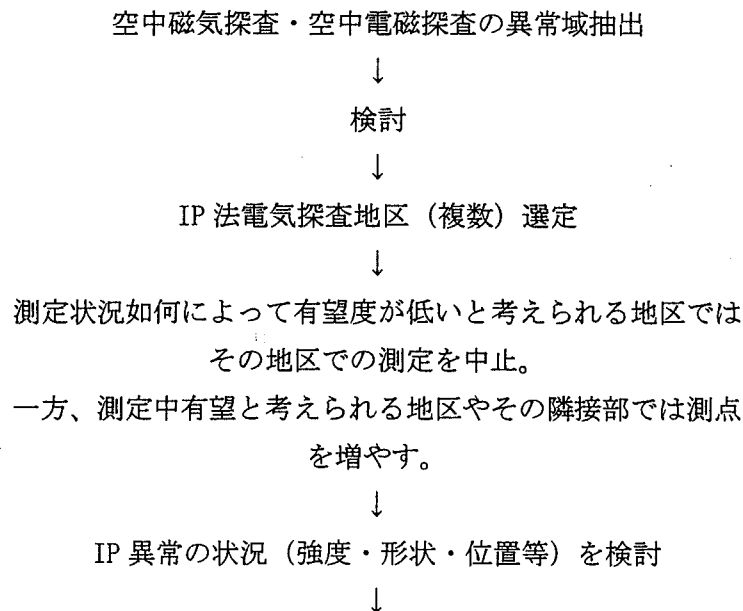 空中磁気探査・空中電磁探査の異常域抽出
↓
検討
↓
IP 法電気探査地区（複数）選定
↓
測定状況如何によって有望度が低いと考えられる地区では
その地区での測定を中止。
一方、測定中有望と考えられる地区やその隣接部では測点
を増やす。
↓
IP 異常の状況（強度・形状・位置等）を検討
↓